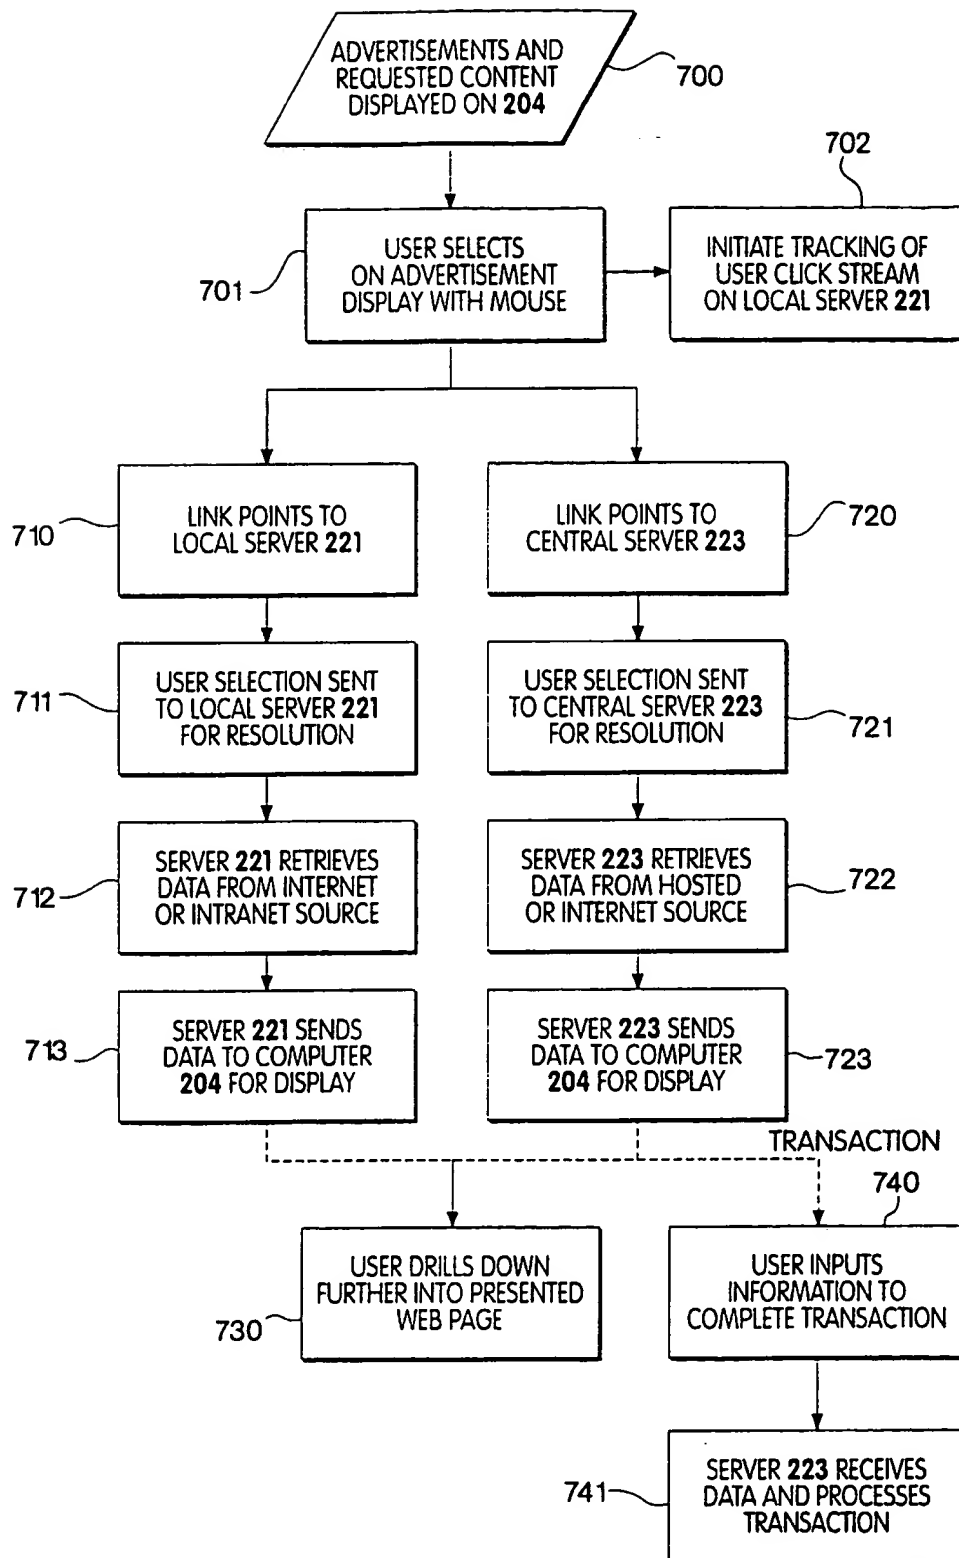 ADVERTISEMENTS AND
REQUESTED CONTENT
DISPLAYED ON 204
700
702
USER SELECTS
ON ADVERTISEMENT
DISPLAY WITH MOUSE
701
INITIATE TRACKING OF
USER CLICK STREAM
ON LOCAL SERVER 221
710
LINK POINTS TO
LOCAL SERVER 221
LINK POINTS TO
CENTRAL SERVER 223
720
711
USER SELECTION SENT
TO LOCAL SERVER 221
FOR RESOLUTION
USER SELECTION SENT
TO CENTRAL SERVER 223
FOR RESOLUTION
721
712
SERVER 221 RETRIEVES
DATA FROM INTERNET
OR INTRANET SOURCE
SERVER 223 RETRIEVES
DATA FROM HOSTED
OR INTERNET SOURCE
722
713
SERVER 221 SENDS
DATA TO COMPUTER
204 FOR DISPLAY
SERVER 223 SENDS
DATA TO COMPUTER
204 FOR DISPLAY
723
TRANSACTION
740
USER DRILLS DOWN
FURTHER INTO PRESENTED
WEB PAGE
730
USER INPUTS
INFORMATION TO
COMPLETE TRANSACTION
741
SERVER 223 RECEIVES
DATA AND PROCESSES
TRANSACTION